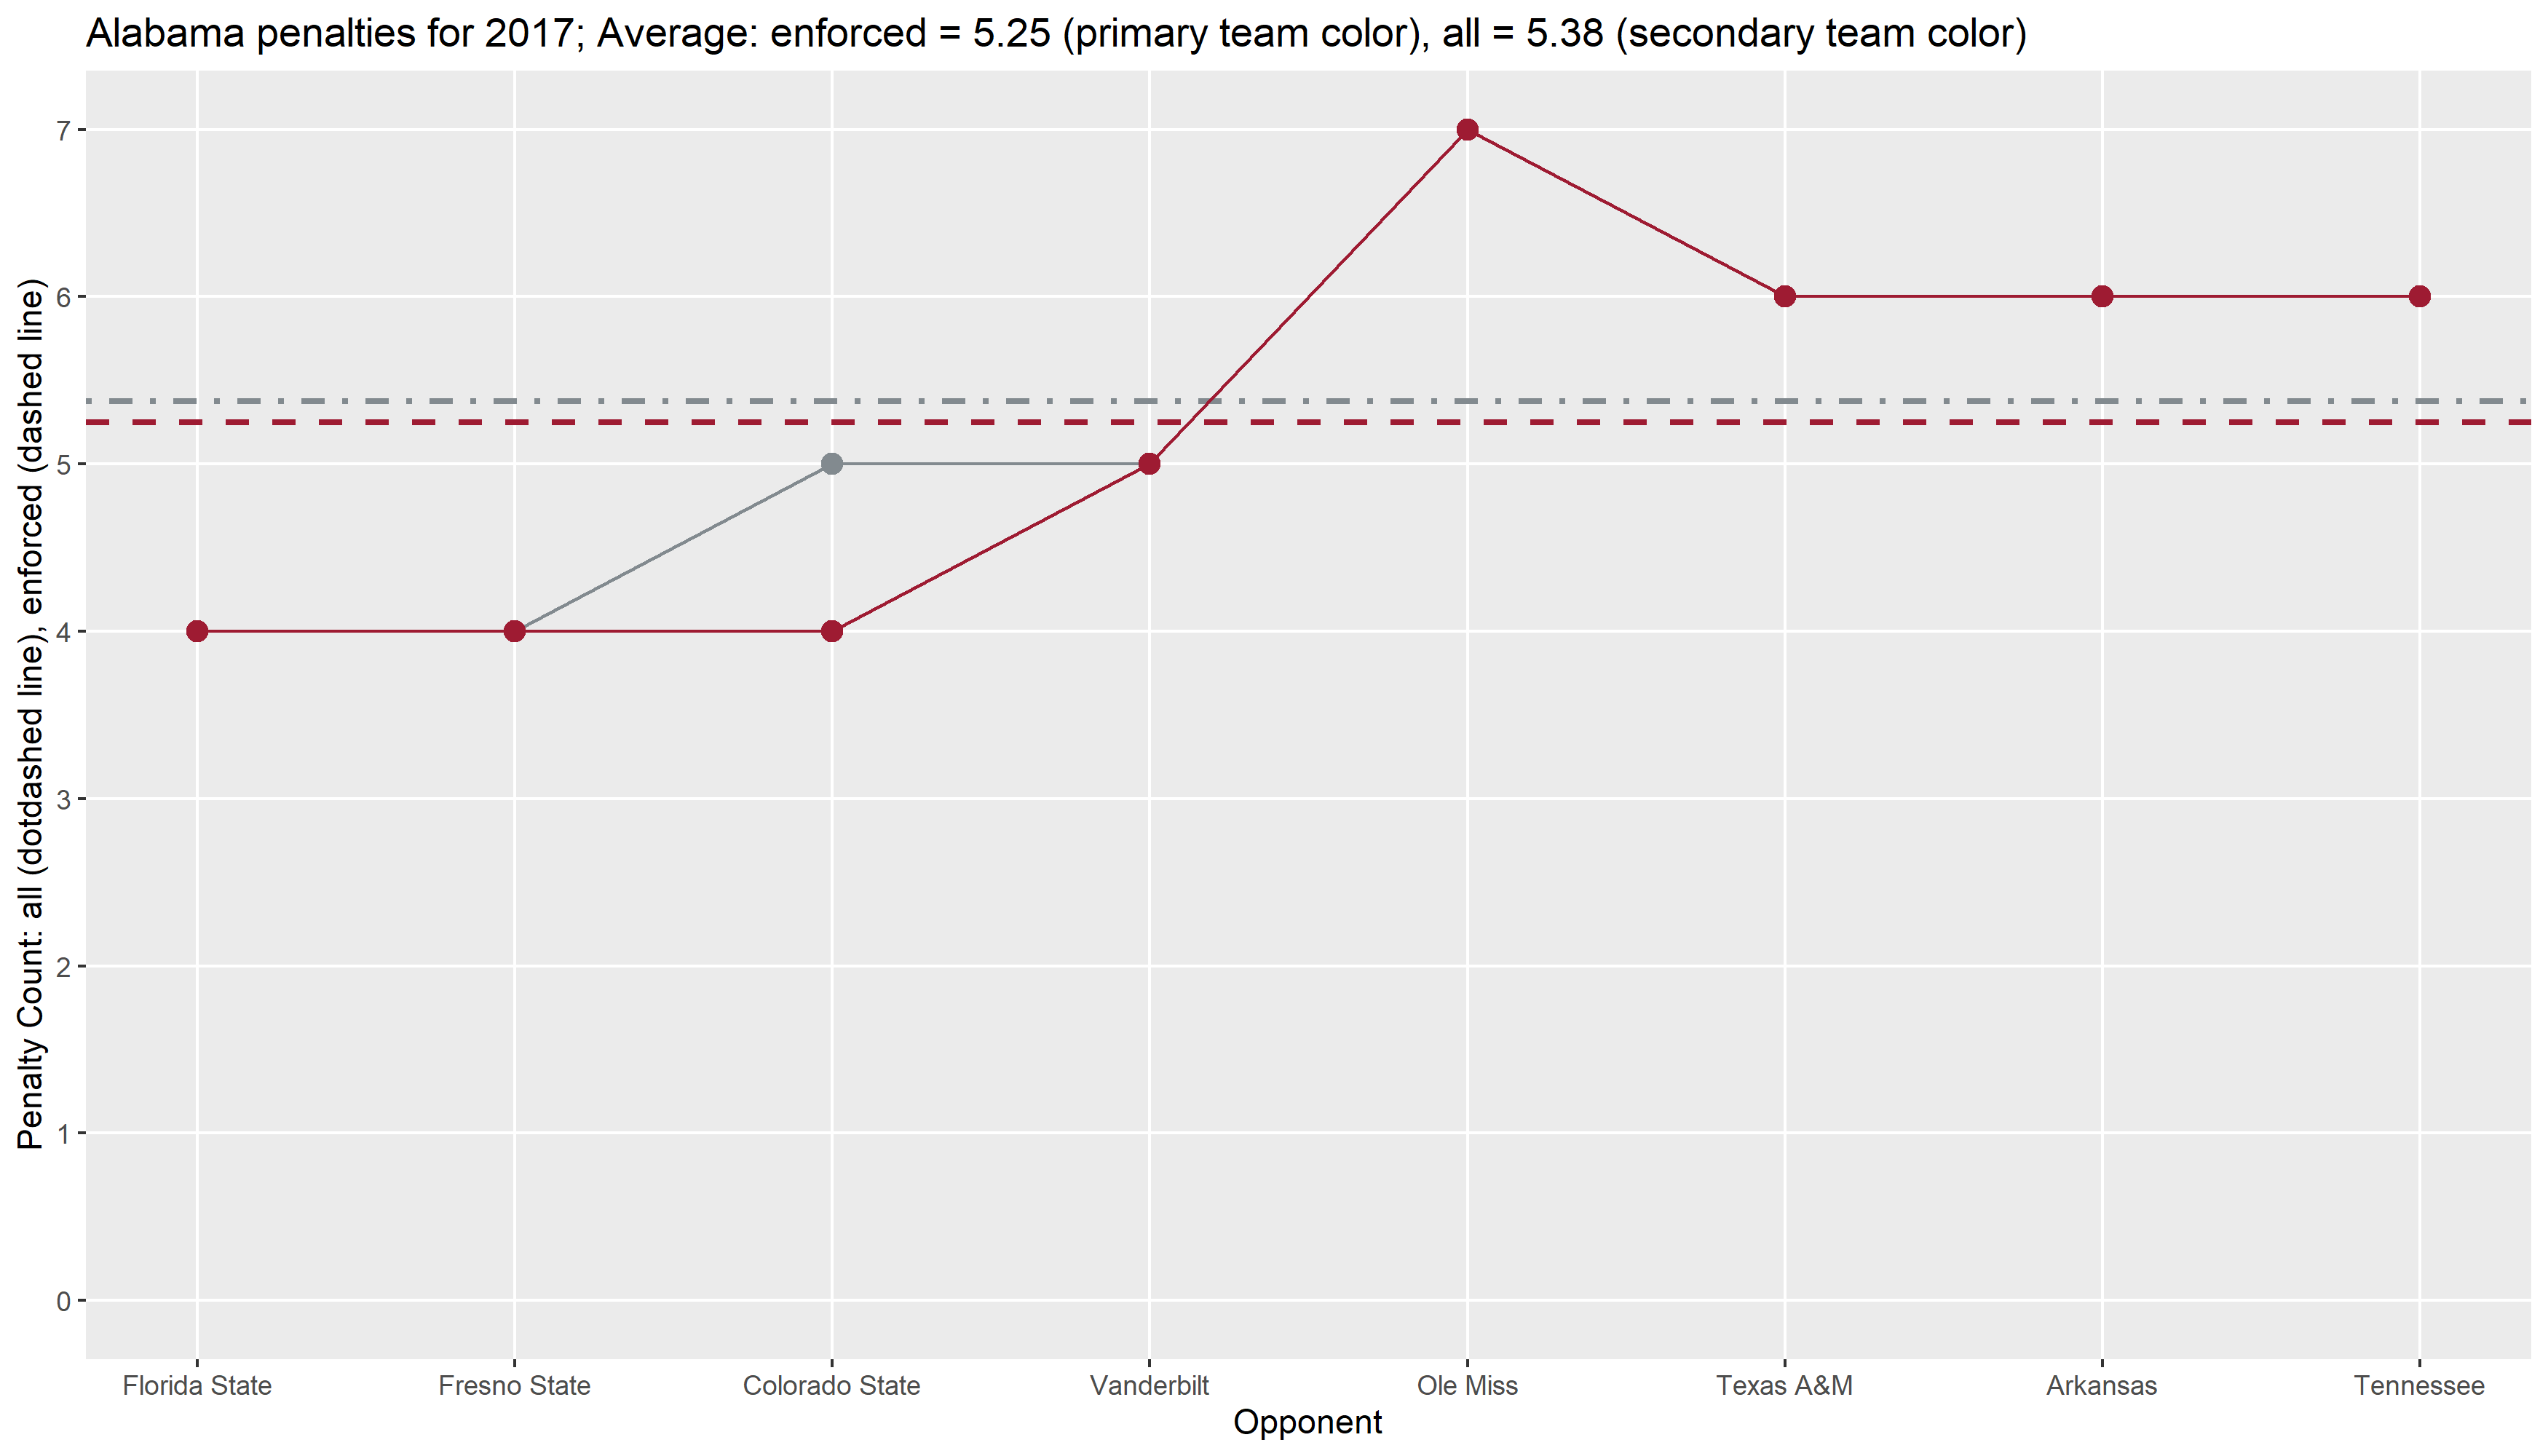 Alabama penalties for 2017; Average: enforced = 5.25 (primary team color), all = 5.38 (secondary team color)
Penalty Count: all (dotdashed line), enforced (dashed line)
7
6
5
4
3
2
1
0
Florida State
Fresno State
Colorado State
Vanderbilt
Ole Miss
Texas A&M
Arkansas
Tennessee
Opponent